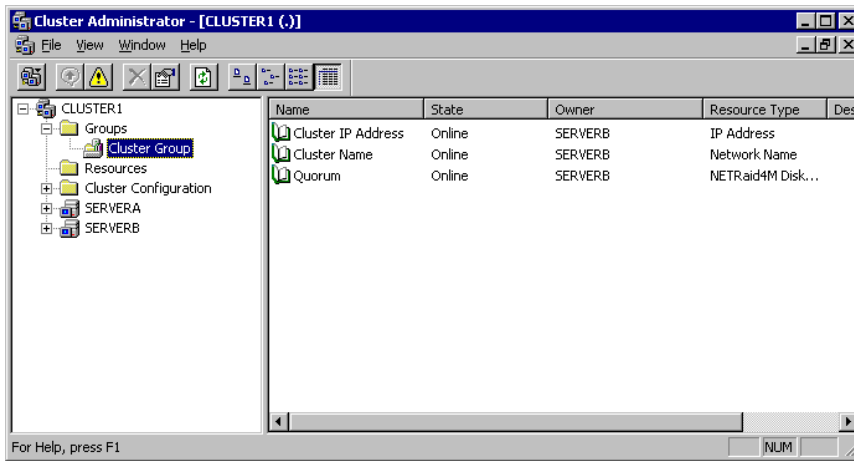 Cluster Administrator - [CLUSTER1 (.)]
File View Window Help
CLUSTER1
Groups
Cluster Group
Resources
Cluster Configuration
SERVERA
SERVERB
Name State Owner Resource Type Des
Cluster IP Address Online SERVERB IP Address
Cluster Name Online SERVERB Network Name
Quorum Online SERVERB NETRaid4M Disk...
For Help, press F1 NUM